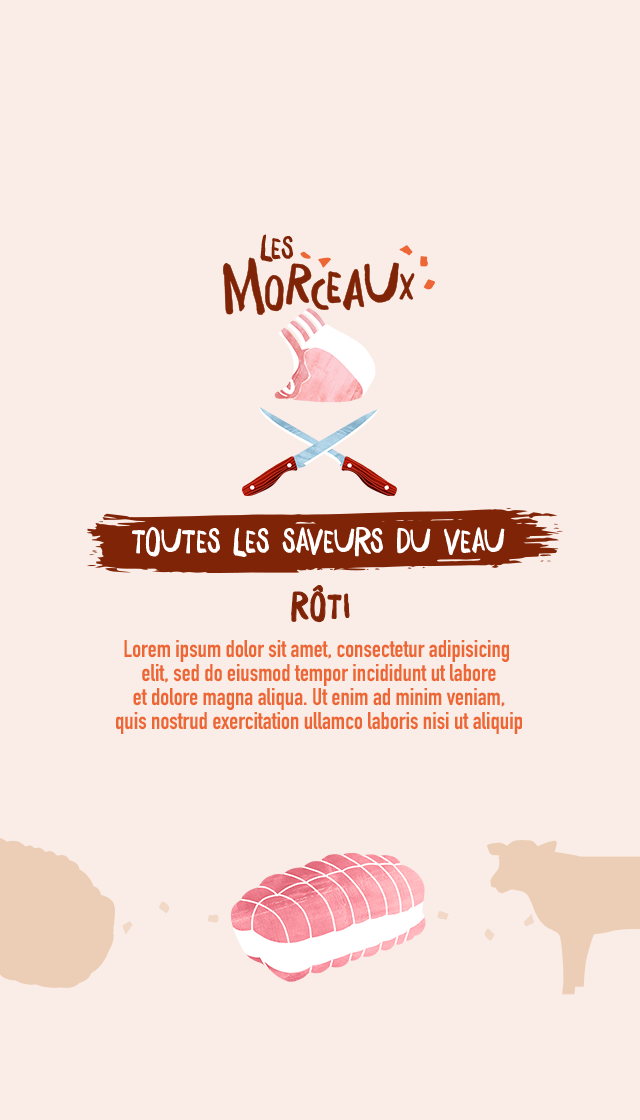 LES
MORCEAUX
TOUTES LES SAVEURS DU VEAU
RÔTI
Lorem ipsum dolor sit amet, consectetur adipisicing
elit, sed do eiusmod tempor incididunt ut labore
et dolore magna aliqua. Ut enim ad minim veniam,
quis nostrud exercitation ullamco laboris nisi ut aliquip